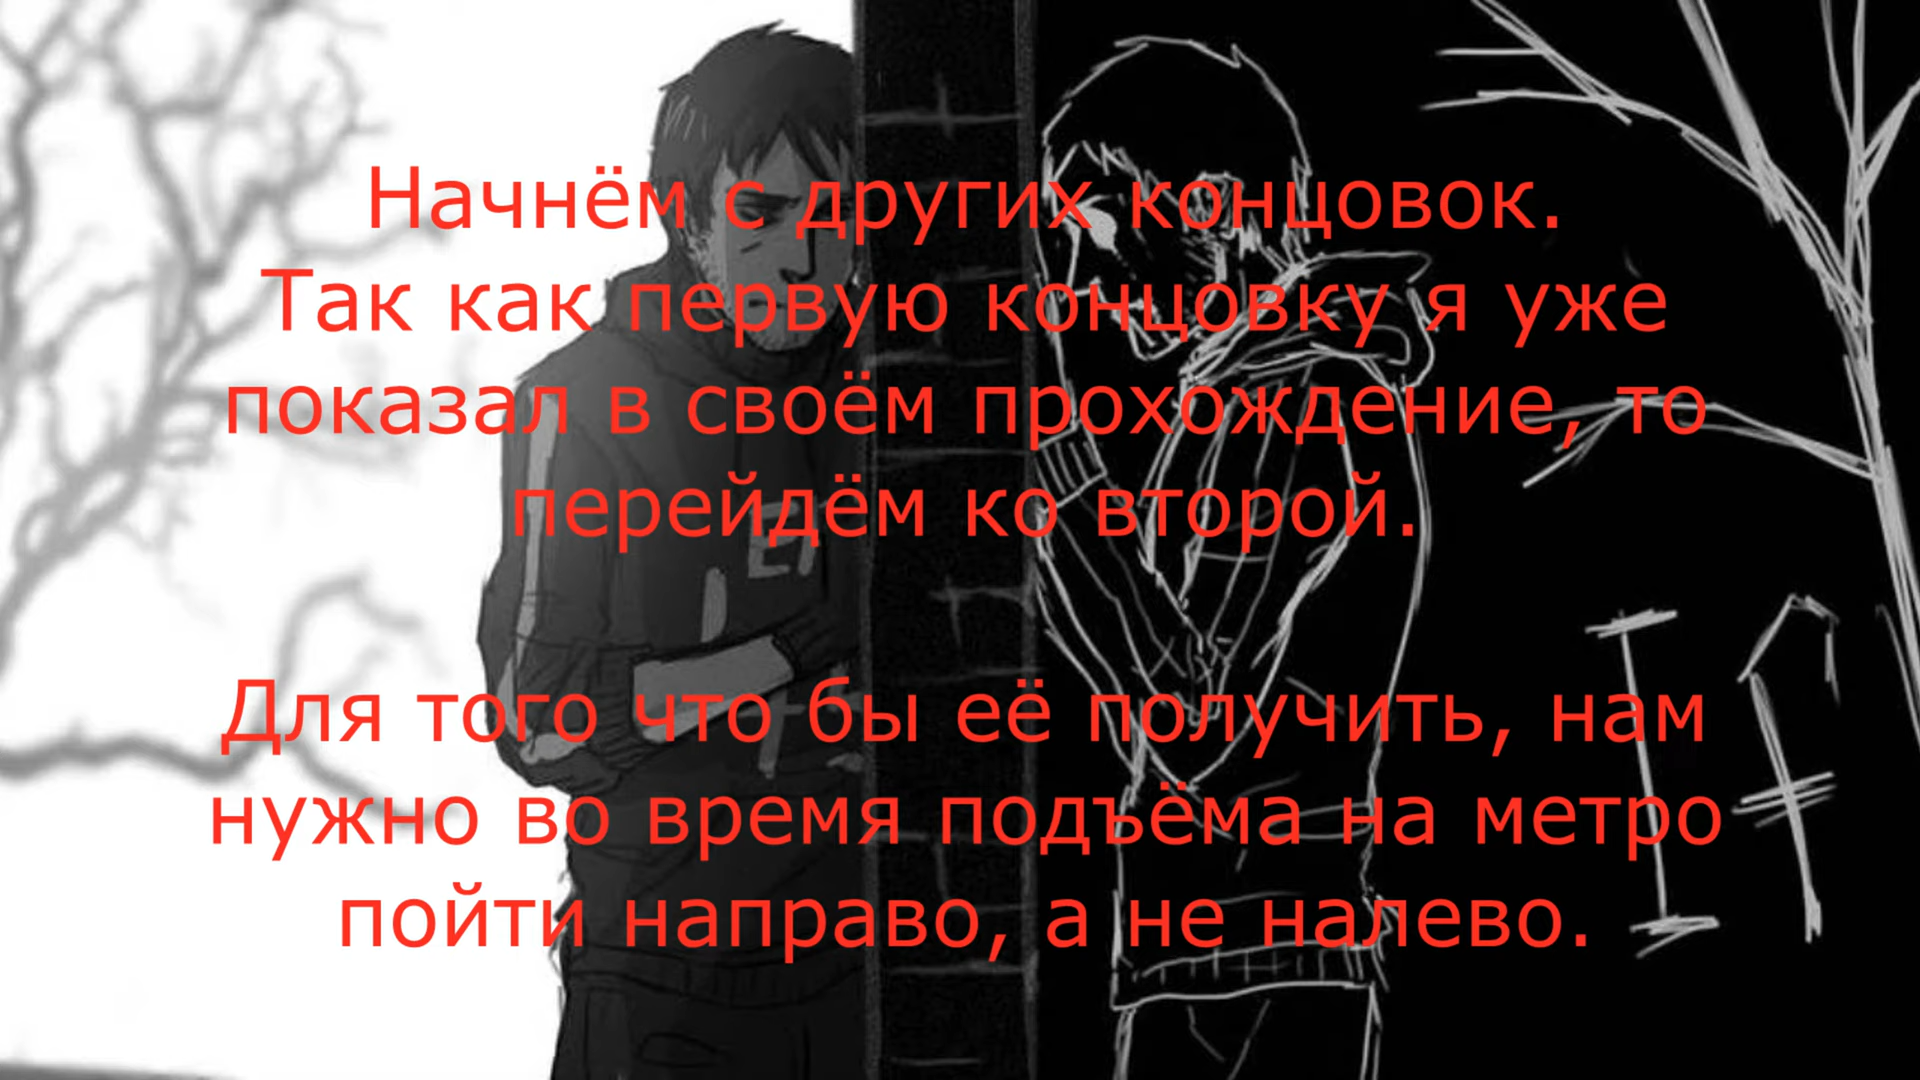 Начнём с других концовок.
Так как первую концовку я уже
показал в своём прохождение, то
перейдём ко второй.
Для того что бы её получить, нам
нужно во время подъёма на метро
пойти направо, а не налево.
If